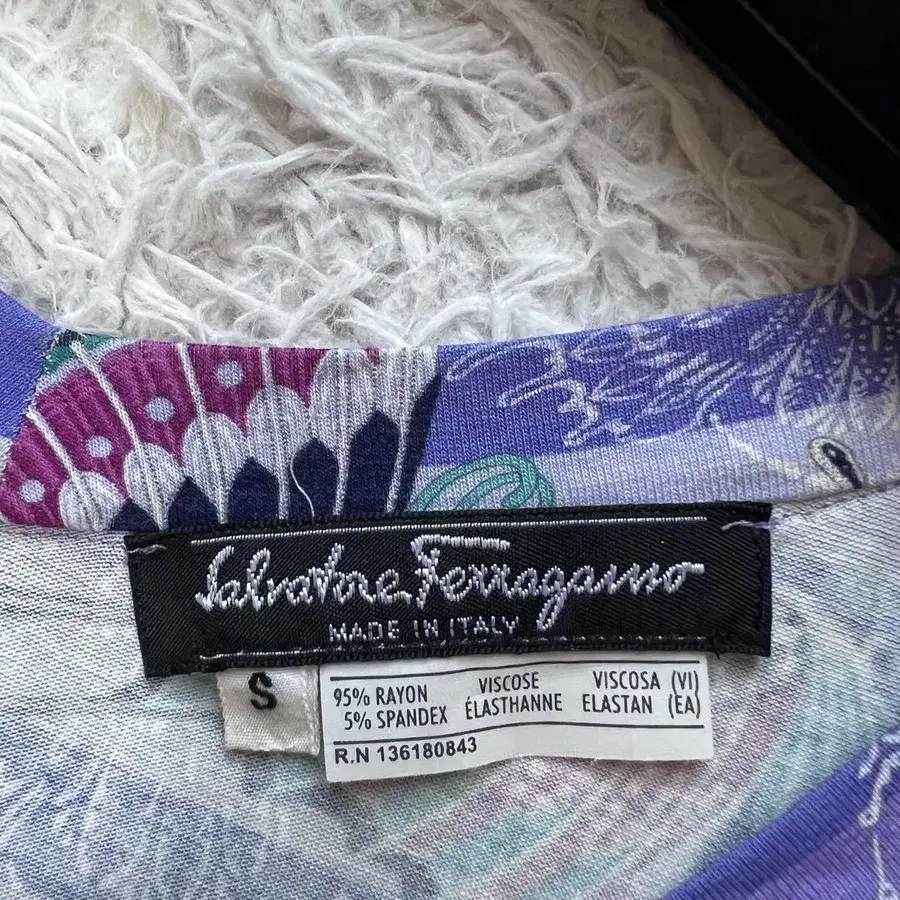 Salvatore Ferragamo
MADE IN ITALY
S
95% RAYON VISCOSE VISCOSA (VI)
5% SPANDEX ÉLASTHANNE ELASTAN (EA)
R.N 136180843